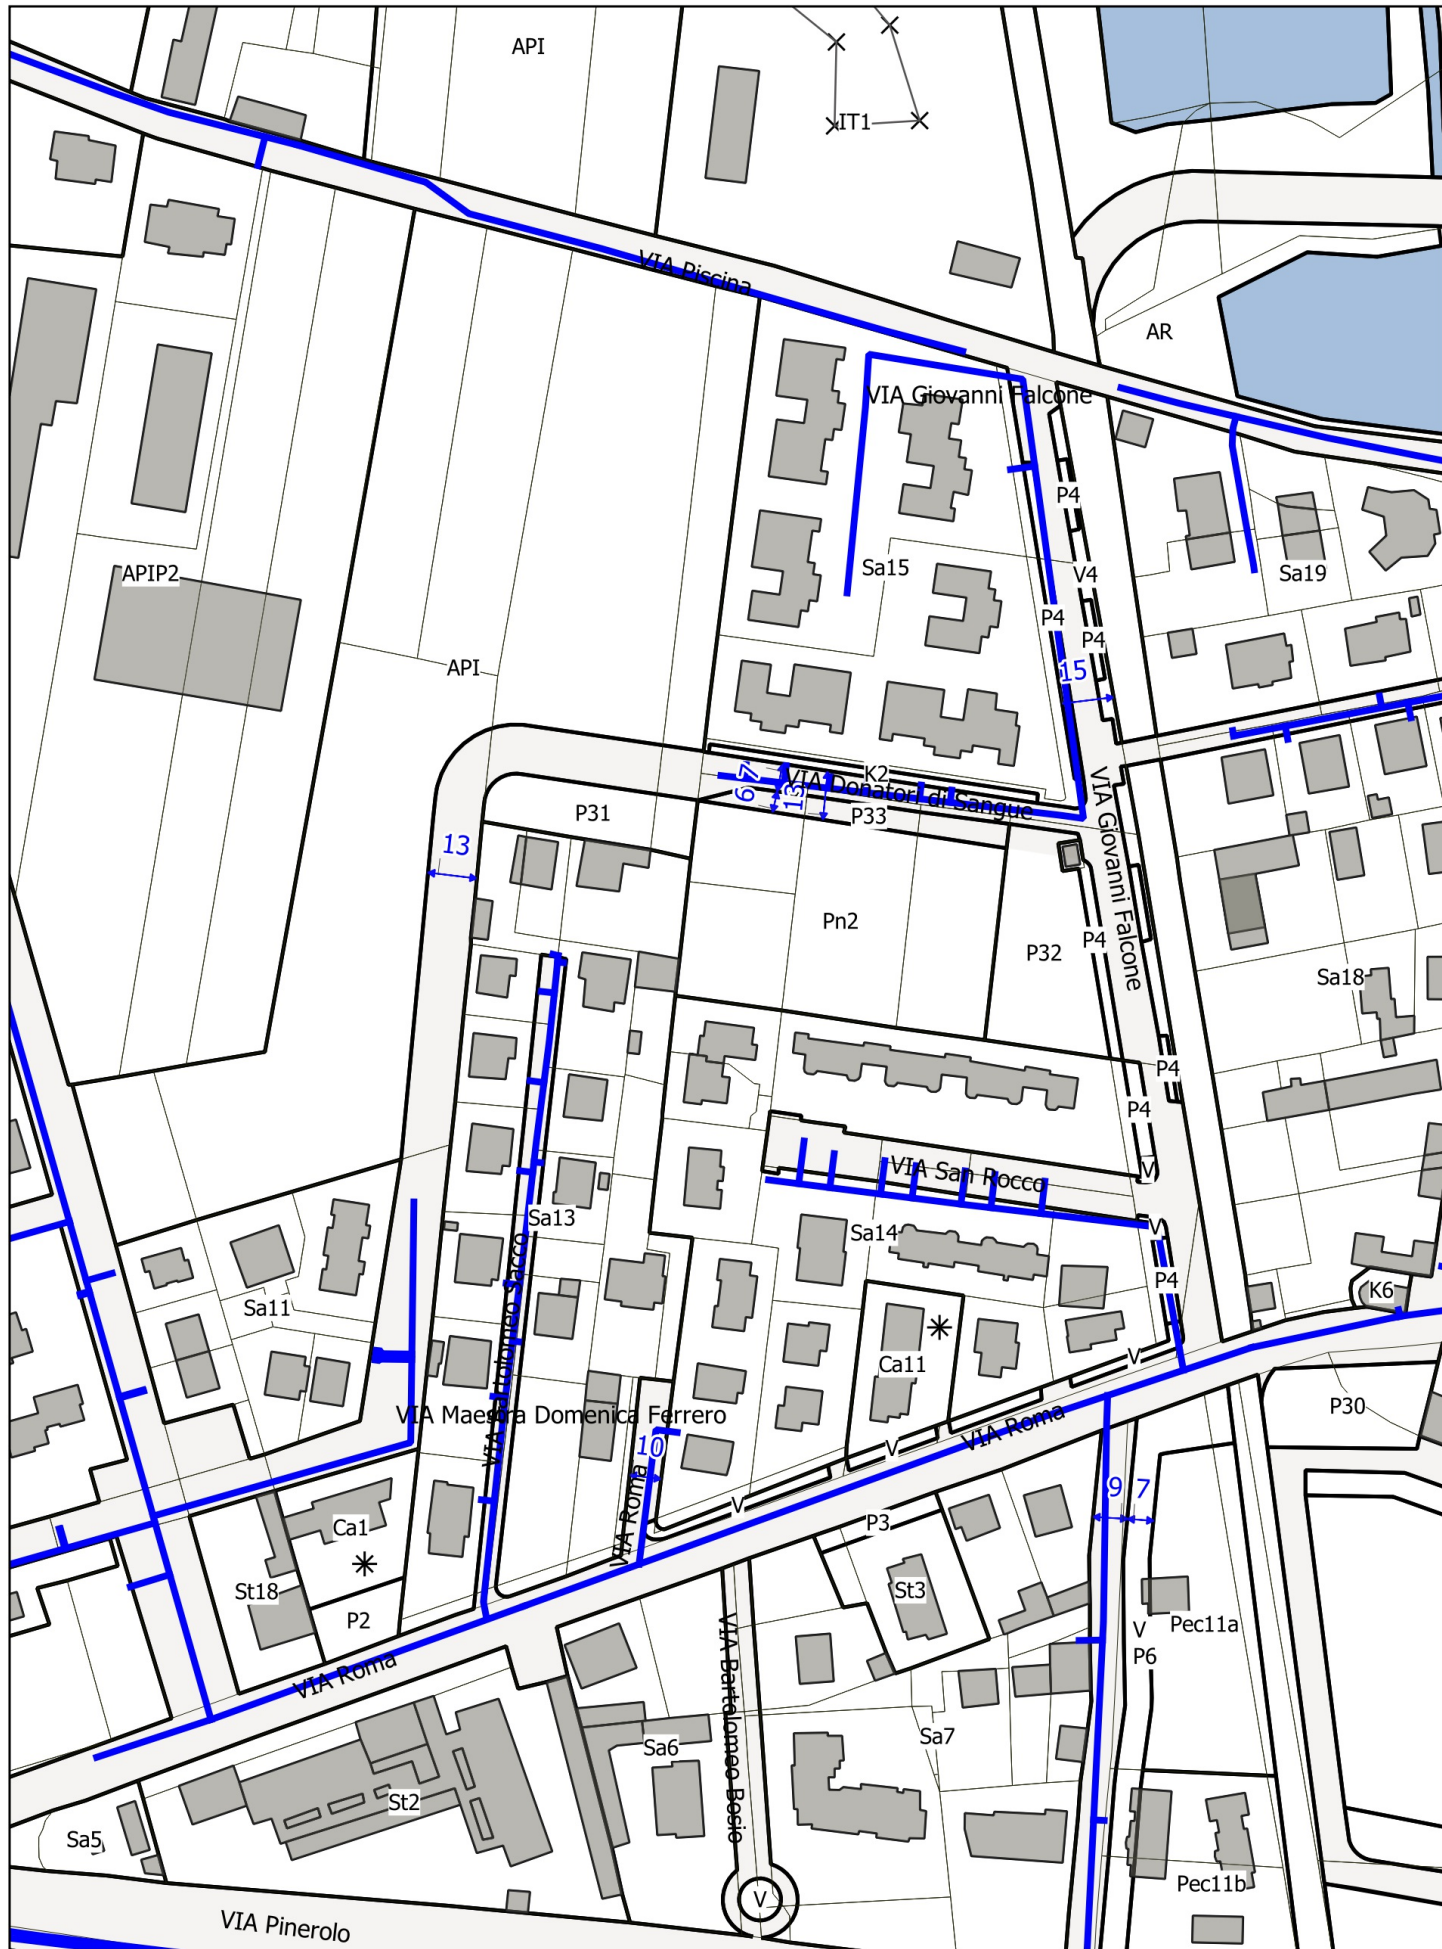 API
IT1
VIA Piscina
AR
VIA Giovanni Falcone
P4
V4
Sa15
APIP2
Sa19
P4
P4
API
15
K2
7
6
VIA Donatori di Sangue
13
P31
P33
13
VIA Giovanni Falcone
Pn2
P4
P32
Sa18
P4
P4
V
VIA San Rocco
Sa13
V
Sa14
P4
K6
Sa11
VIA Bartolomeo Sacco
V
Ca11
P30
VIA Maestra Domenica Ferrero
VIA Roma
10
V
9
7
V
VIA Roma
P3
Ca1
St18
St3
P2
Pec11a
V
P6
VIA Roma
VIA Bartolomeo Bosio
Sa7
Sa6
St2
Sa5
Pec11b
V
VIA Pinerolo